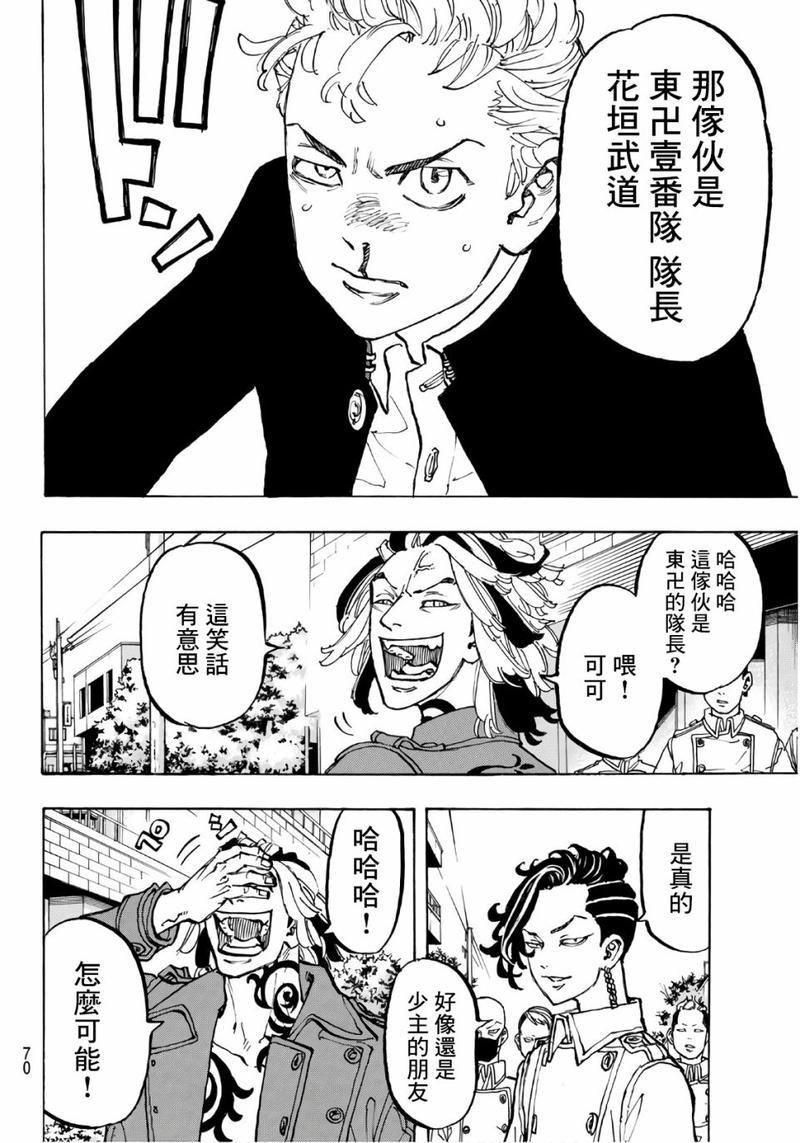 那傢伙是
東卍壹番隊 隊長
花垣武道
哈哈哈
這傢伙是
東卍的隊長？
喂！
可可
這笑話
有意思
是真的
好像還是
少主的朋友
哈哈哈！
怎麼可能！
ぺん
70